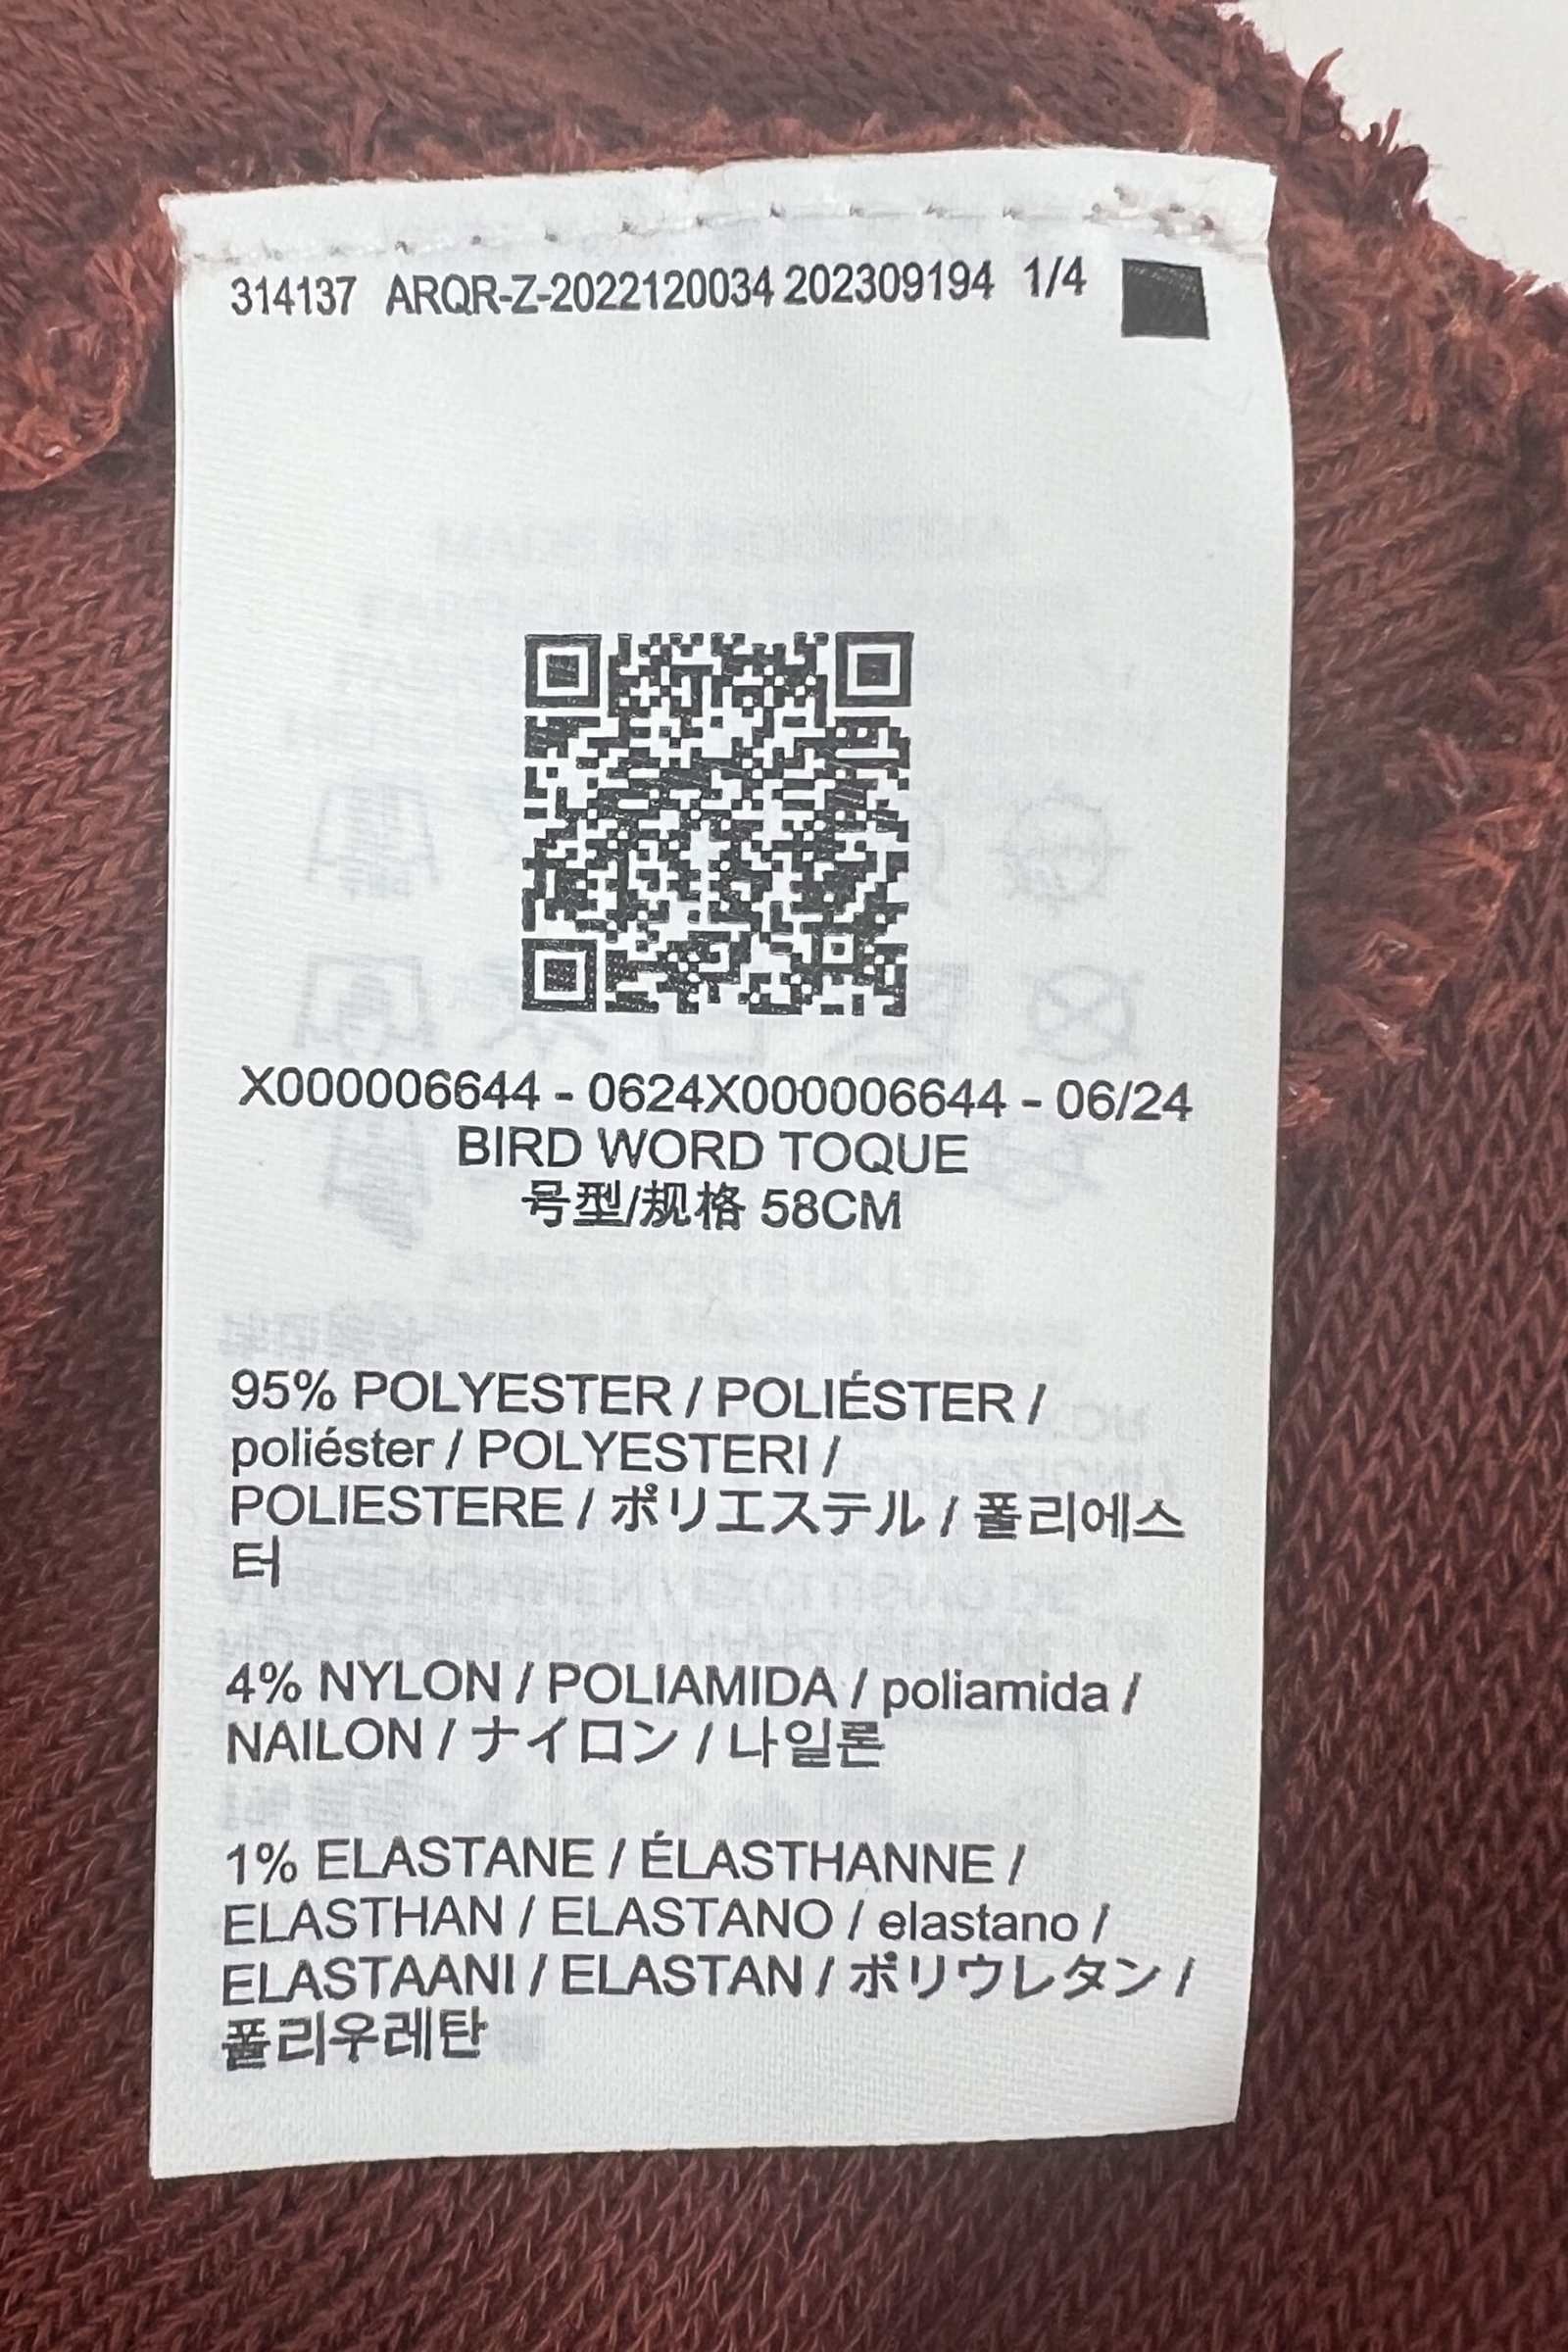 314137 ARQR-Z-2022120034 202309194 1/4
X000006644 - 0624X000006644 - 06/24
BIRD WORD TOQUE
号型/规格 58CM
95% POLYESTER / POLIÉSTER /
poliéster / POLYESTERI /
POLIESTERE / ポリエステル / 폴리에스
터
4% NYLON / POLIAMIDA / poliamida /
NAILON / ナイロン / 나일론
1% ELASTANE / ÉLASTHANNE /
ELASTHAN / ELASTANO / elastano /
ELASTAANI / ELASTAN / ポリウレタン /
폴리우레탄